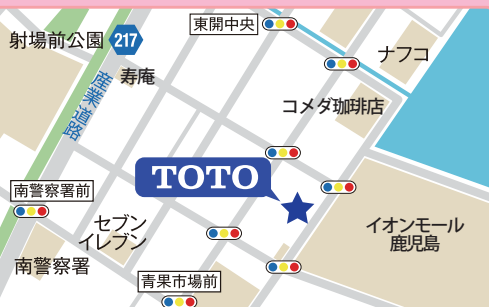 東開中央
射場前公園
217
ナフコ
寿庵
産業道路
コメダ珈琲店
TOTO
南警察署前
セブン
イレブン
イオンモール
鹿児島
南警察署
青果市場前